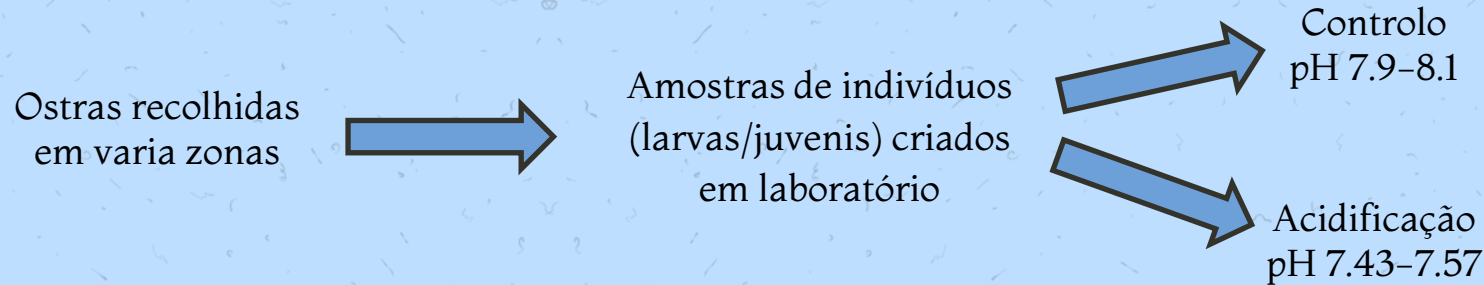 Ostras recolhidas
em varia zonas
Amostras de indivíduos
(larvas/juvenis) criados
em laboratório
Controlo
pH 7.9–8.1
Acidificação
pH 7.43–7.57